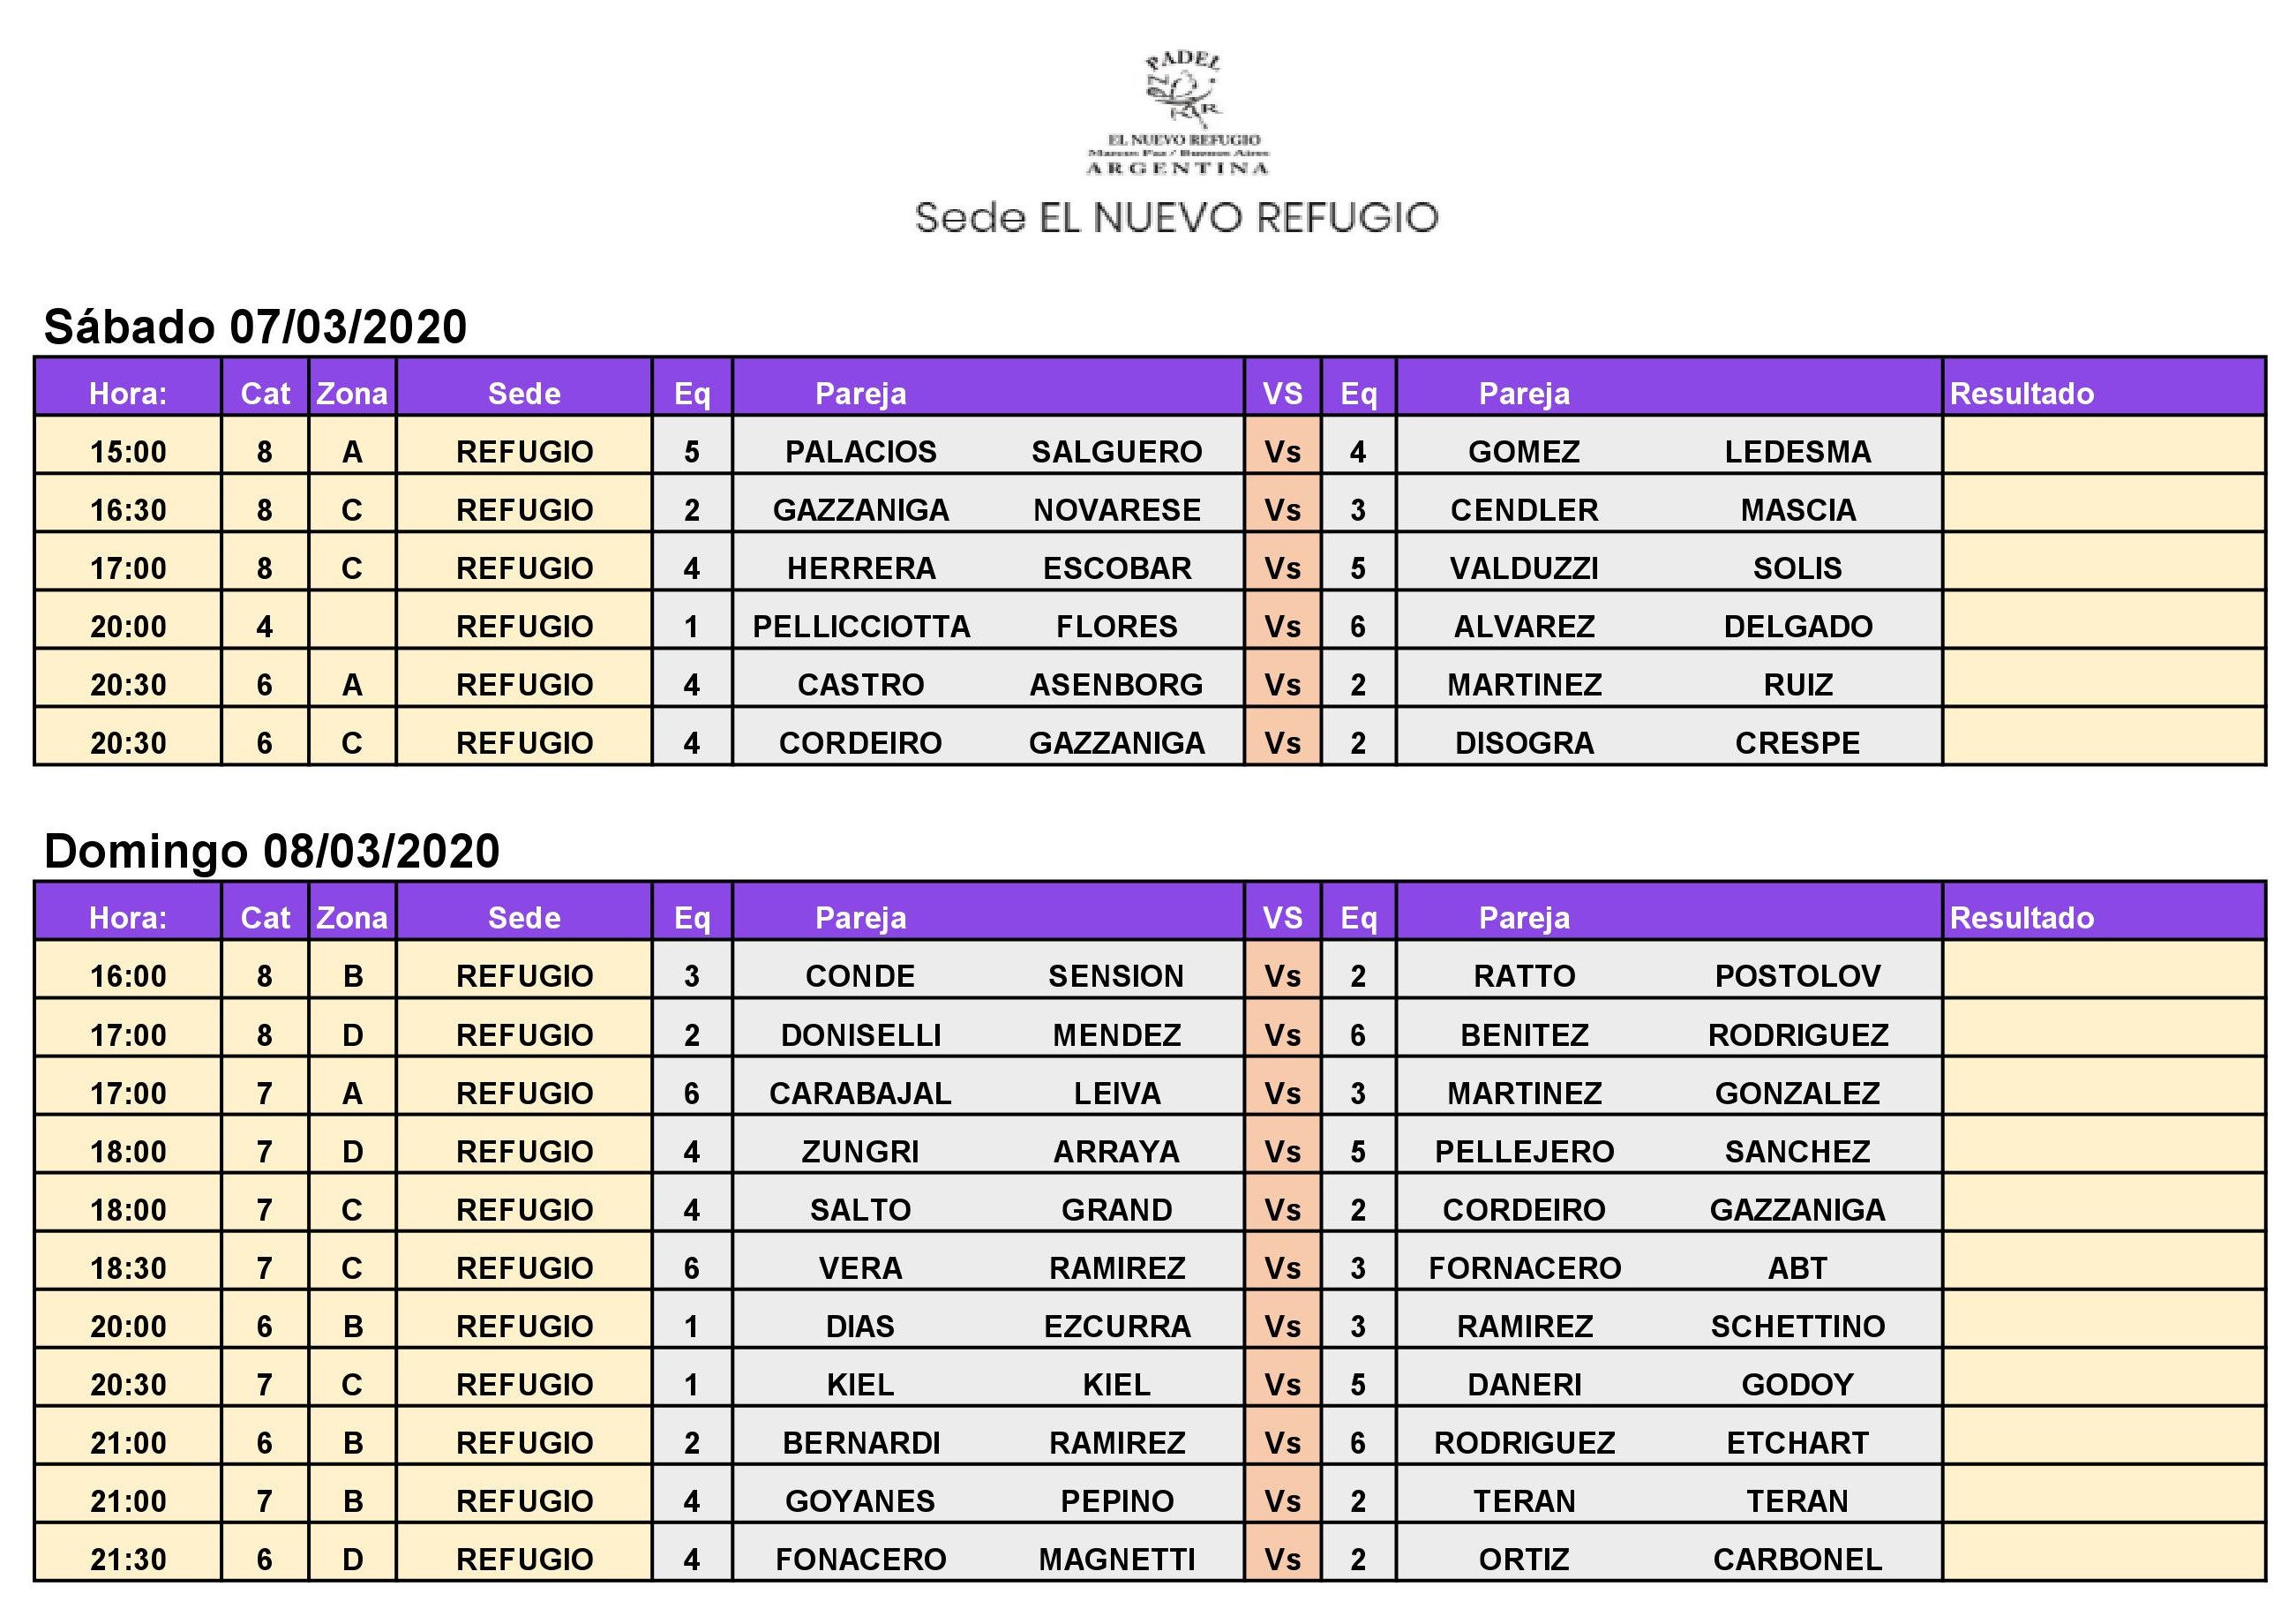 PADEL
EL NUEVO REFUGIO
Marcos Paz / Buenos Aires
ARGENTINA
Sede EL NUEVO REFUGIO
Sábado 07/03/2020
Hora: Cat Zona Sede Eq Pareja VS Eq Pareja Resultado
15:00 8 A REFUGIO 5 PALACIOS SALGUERO Vs 4 GOMEZ LEDESMA
16:30 8 C REFUGIO 2 GAZZANIGA NOVARESE Vs 3 CENDLER MASCIA
17:00 8 C REFUGIO 4 HERRERA ESCOBAR Vs 5 VALDUZZI SOLIS
20:00 4 REFUGIO 1 PELLICCIOTTA FLORES Vs 6 ALVAREZ DELGADO
20:30 6 A REFUGIO 4 CASTRO ASENBORG Vs 2 MARTINEZ RUIZ
20:30 6 C REFUGIO 4 CORDEIRO GAZZANIGA Vs 2 DISOGRA CRESPE
Domingo 08/03/2020
Hora: Cat Zona Sede Eq Pareja VS Eq Pareja Resultado
16:00 8 B REFUGIO 3 CONDE SENSION Vs 2 RATTO POSTOLOV
17:00 8 D REFUGIO 2 DONISELLI MENDEZ Vs 6 BENITEZ RODRIGUEZ
17:00 7 A REFUGIO 6 CARABAJAL LEIVA Vs 3 MARTINEZ GONZALEZ
18:00 7 D REFUGIO 4 ZUNGRI ARRAYA Vs 5 PELLEJERO SANCHEZ
18:00 7 C REFUGIO 4 SALTO GRAND Vs 2 CORDEIRO GAZZANIGA
18:30 7 C REFUGIO 6 VERA RAMIREZ Vs 3 FORNACERO ABT
20:00 6 B REFUGIO 1 DIAS EZCURRA Vs 3 RAMIREZ SCHETTINO
20:30 7 C REFUGIO 1 KIEL KIEL Vs 5 DANERI GODOY
21:00 6 B REFUGIO 2 BERNARDI RAMIREZ Vs 6 RODRIGUEZ ETCHART
21:00 7 B REFUGIO 4 GOYANES PEPINO Vs 2 TERAN TERAN
21:30 6 D REFUGIO 4 FONACERO MAGNETTI Vs 2 ORTIZ CARBONEL